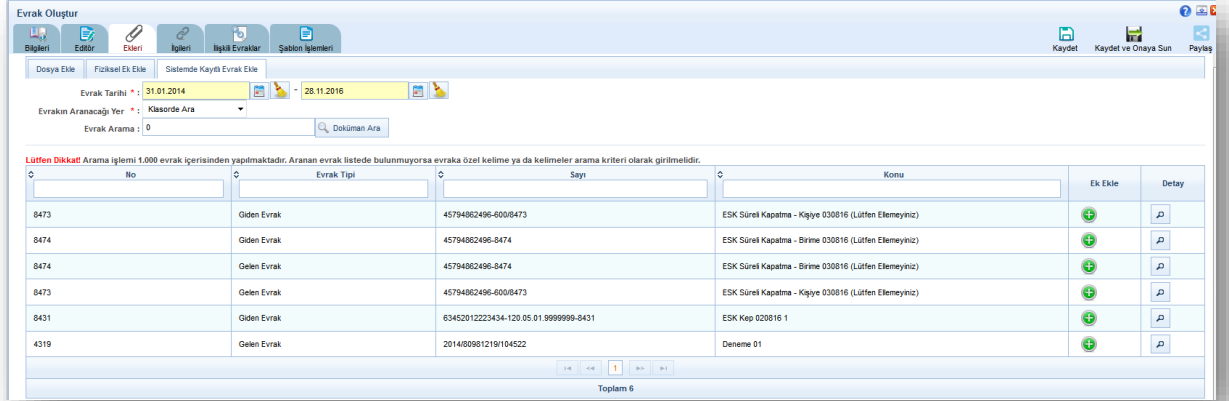 Evrak Oluştur
Bilgileri Editör Ekleri İlgileri İlişkili Evraklar Şablon İşlemleri Kaydet Kaydet ve Onaya Sun Paylaş
Dosya Ekle Fiziksel Ek Ekle Sistemde Kayıtlı Evrak Ekle
Evrak Tarihi * : 31.01.2014 - 28.11.2016
Evrakın Aranacağı Yer * : Klasorde Ara
Evrak Arama : 0 Doküman Ara
Lütfen Dikkat! Arama işlemi 1.000 evrak içerisinden yapılmaktadır. Aranan evrak listede bulunmuyorsa evraka özel kelime ya da kelimeler arama kriteri olarak girilmelidir.
No Evrak Tipi Sayı Konu Ek Ekle Detay
8473 Giden Evrak 45794862496-600/8473 ESK Süreli Kapatma - Kişiye 030816 (Lütfen Ellemeyiniz)
8474 Giden Evrak 45794862496-8474 ESK Süreli Kapatma - Birime 030816 (Lütfen Ellemeyiniz)
8474 Gelen Evrak 45794862496-8474 ESK Süreli Kapatma - Birime 030816 (Lütfen Ellemeyiniz)
8473 Gelen Evrak 45794862496-600/8473 ESK Süreli Kapatma - Kişiye 030816 (Lütfen Ellemeyiniz)
8431 Giden Evrak 63452012223434-120.05.01.9999999-8431 ESK Kep 020816 1
4319 Gelen Evrak 2014/80981219/104522 Deneme 01
1
Toplam 6